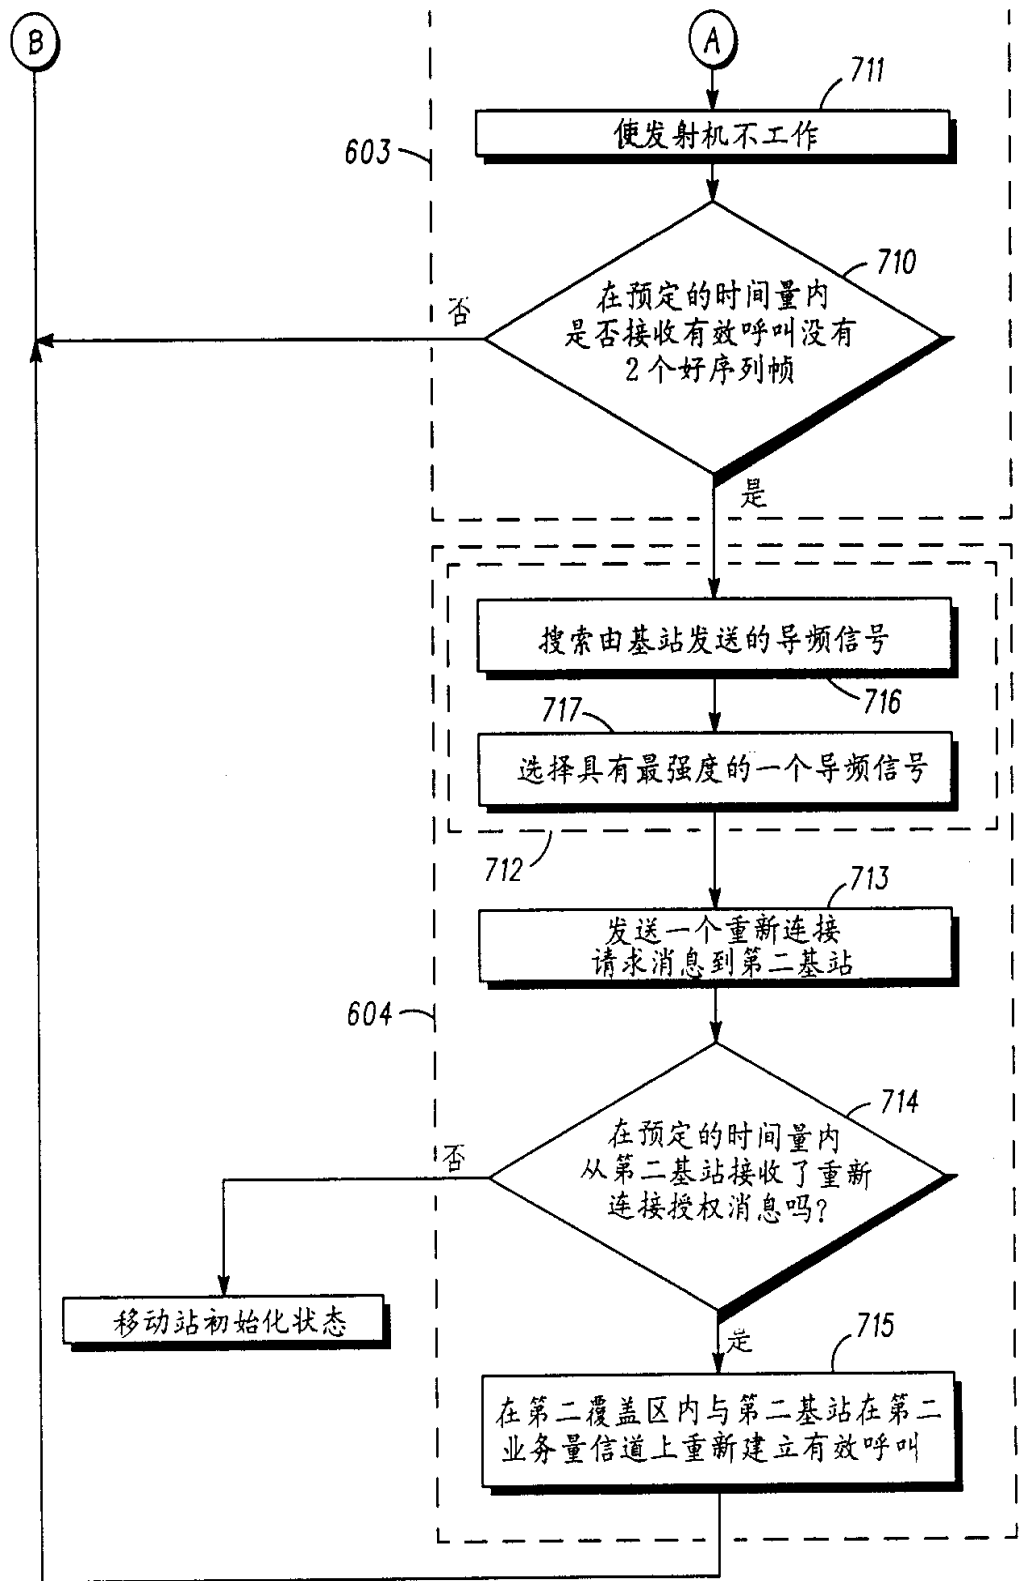 B
A
711
使发射机不工作
603
710
在预定的时间量内
是否接收有效呼叫没有
2个好序列帧
否
是
搜索由基站发送的导频信号
716
717
选择具有最强度的一个导频信号
712
713
发送一个重新连接
请求消息到第二基站
604
714
在预定的时间量内
从第二基站接收了重新
连接授权消息吗?
否
移动站初始化状态
是
715
在第二覆盖区内与第二基站在第二
业务量信道上重新建立有效呼叫